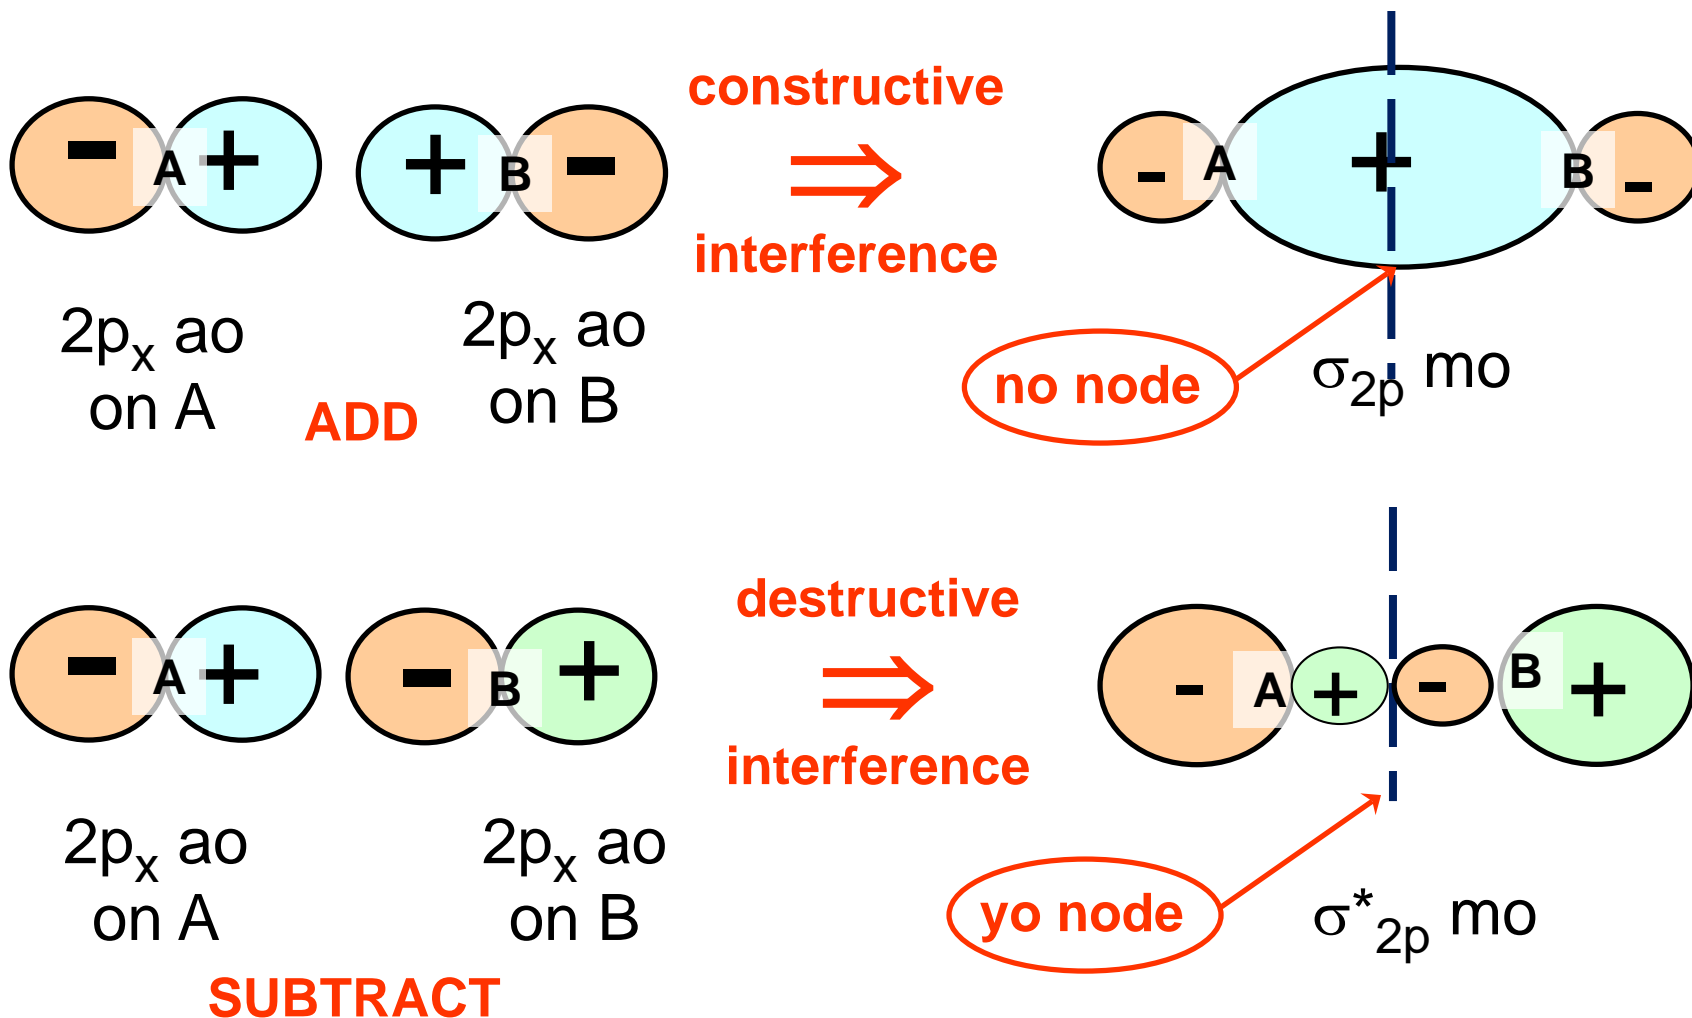 - A + + B -
constructive
interference
⇒
- A + B -
2pₓ ao
on A
2pₓ ao
on B
ADD
no node
σ₂ₚ mo
- A + - B +
destructive
interference
⇒
- A + - B +
2pₓ ao
on A
2pₓ ao
on B
SUBTRACT
yo node
σ*₂ₚ mo